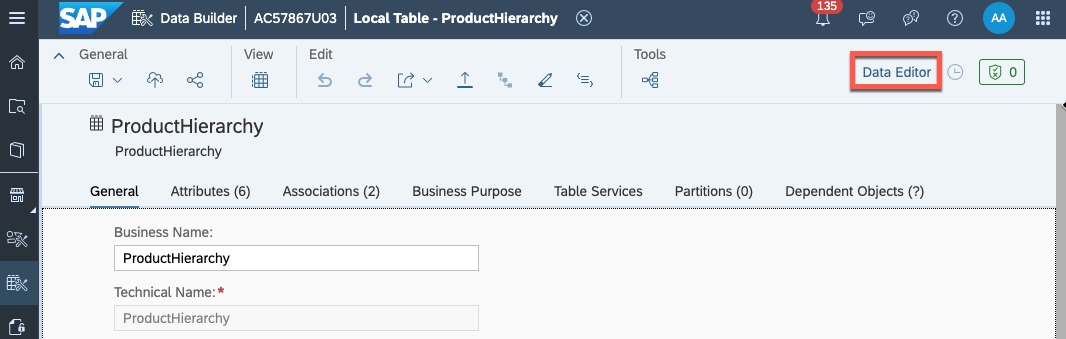 SAP Data Builder AC57867U03 Local Table - ProductHierarchy 135 AA
General View Edit Tools
Data Editor 0
ProductHierarchy
ProductHierarchy
General Attributes (6) Associations (2) Business Purpose Table Services Partitions (0) Dependent Objects (?)
Business Name:
ProductHierarchy
Technical Name:*
ProductHierarchy